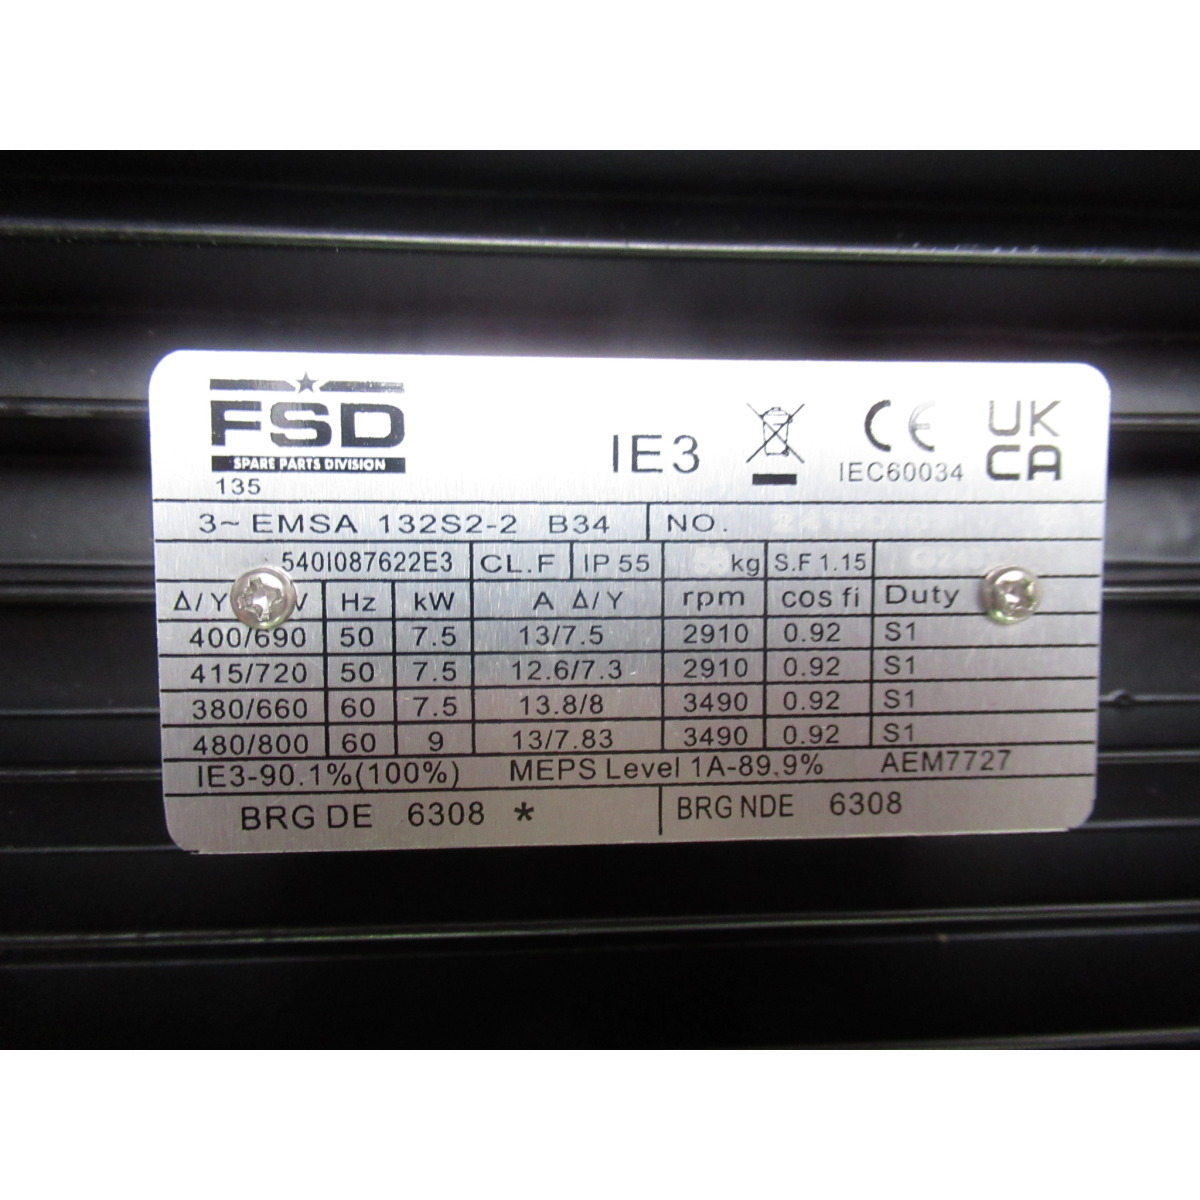 FSD
SPARE PARTS DIVISION
135
IE3
CE
IEC60034
UK
CA
3~ EMSA 132S2-2 B34 NO.
540I087622E3 CL.F IP 55 kg S.F 1.15
Δ/Y V Hz kW A Δ/Y rpm cos fi Duty
400/690 50 7.5 13/7.5 2910 0.92 S1
415/720 50 7.5 12.6/7.3 2910 0.92 S1
380/660 60 7.5 13.8/8 3490 0.92 S1
480/800 60 9 13/7.83 3490 0.92 S1
IE3-90.1%(100%) MEPS Level 1A-89.9% AEM7727
BRG DE 6308 * BRG NDE 6308